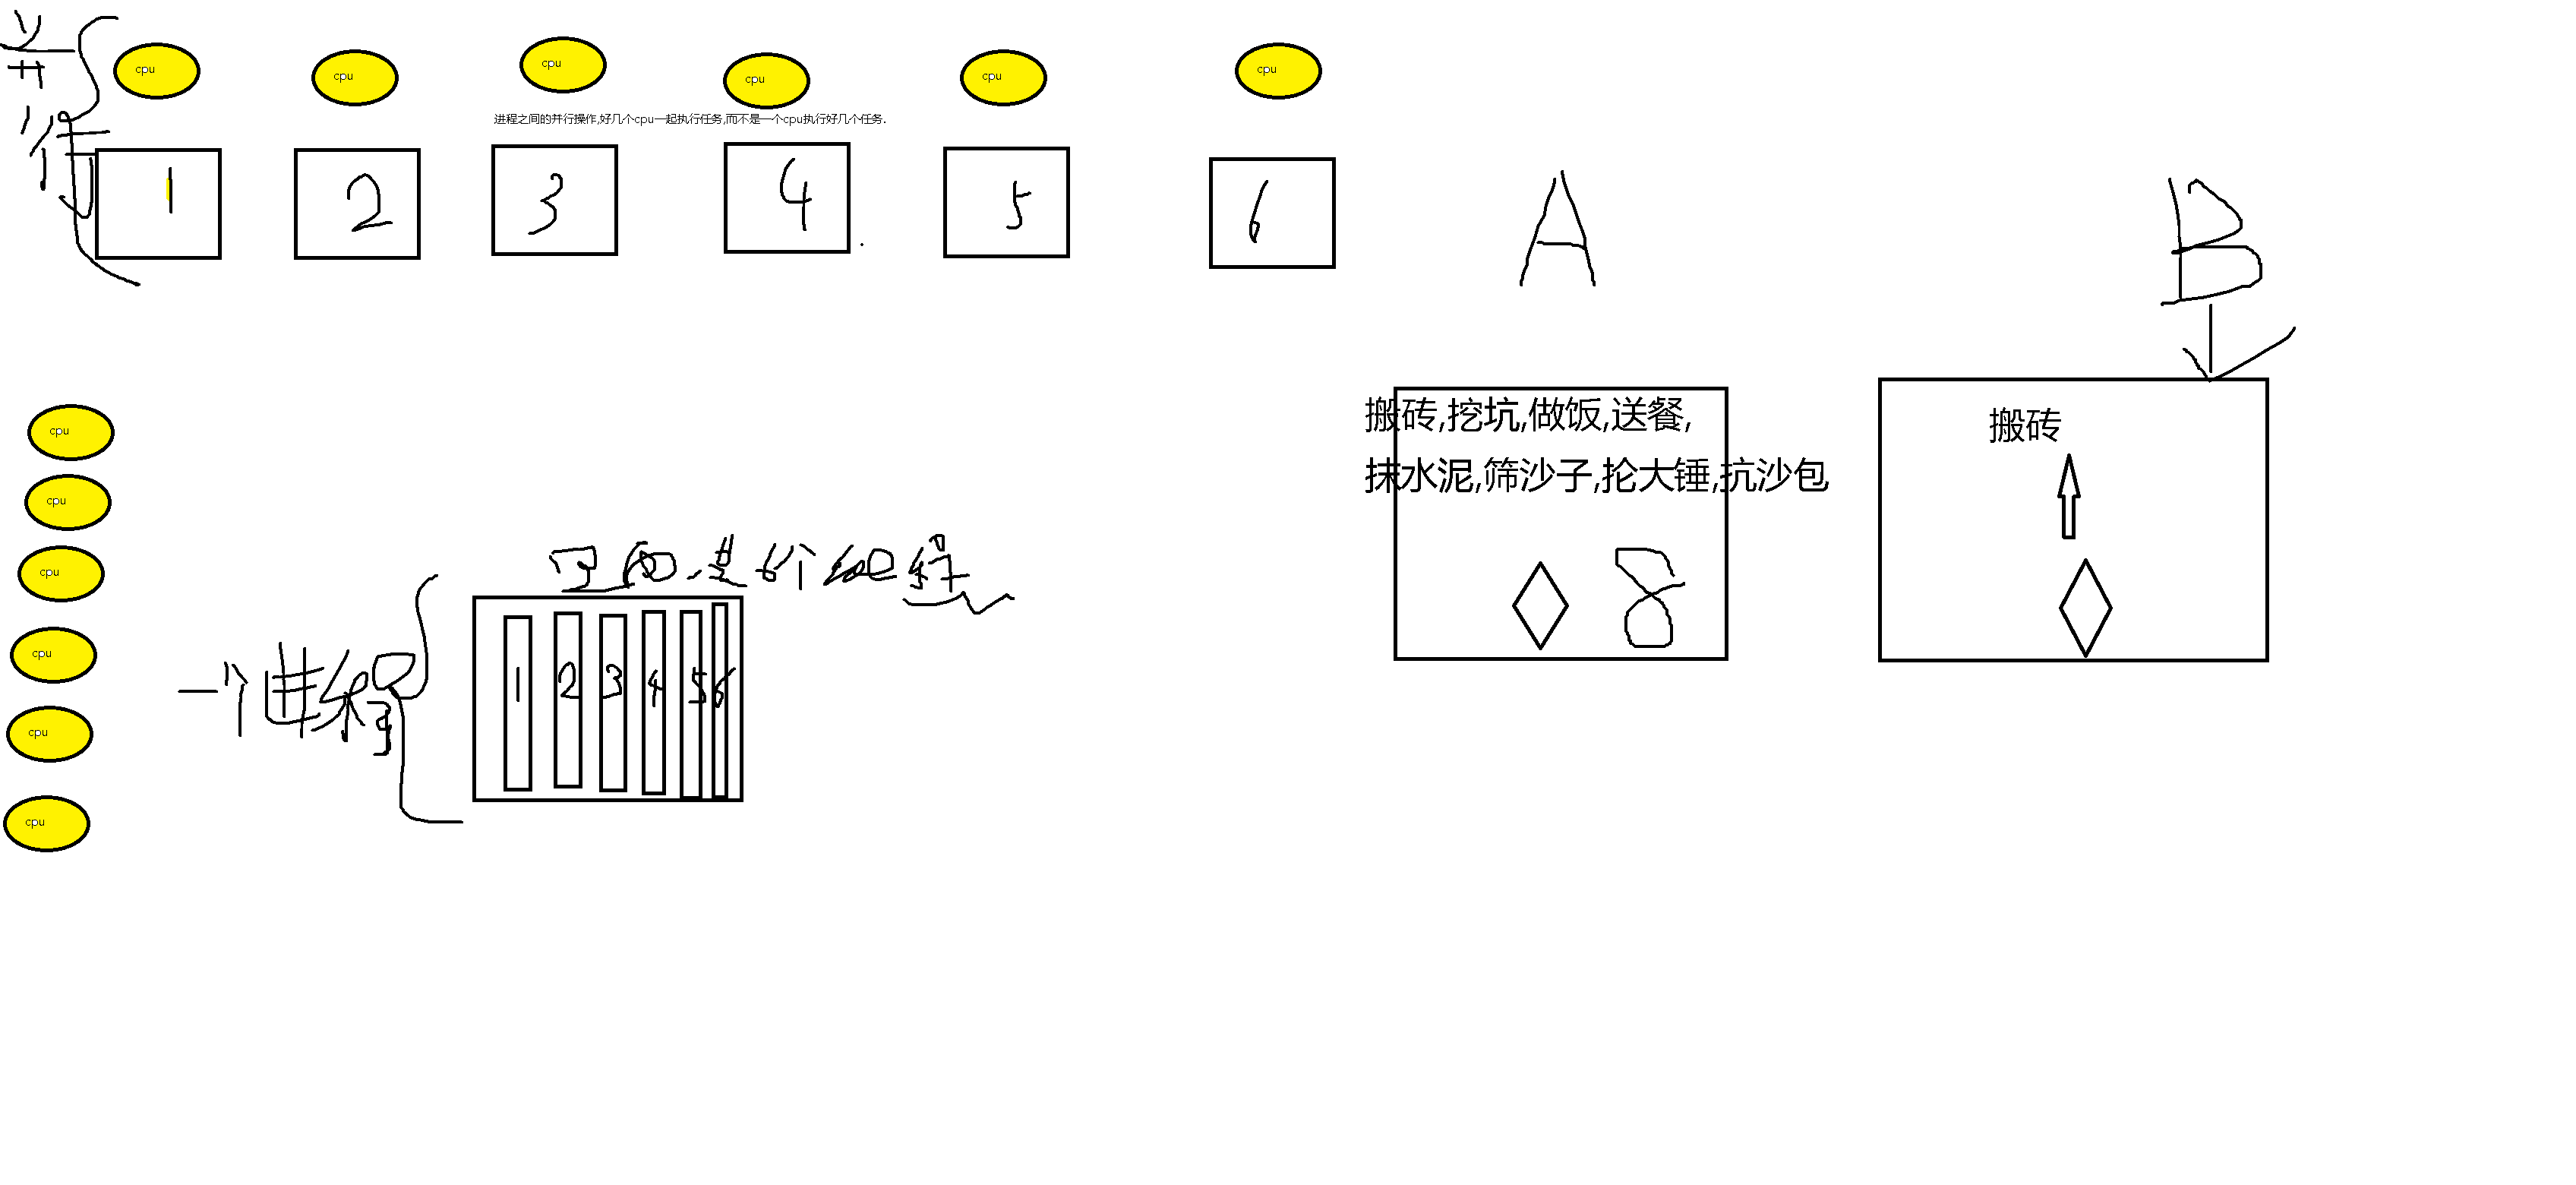 并行
cpu cpu cpu cpu cpu cpu
进程之间的并行操作,好几个cpu一起执行任务,而不是一个cpu执行好几个任务.
1 2 3 4 5 6
A
B
cpu
cpu
cpu
cpu
cpu
cpu
一个进程
里面是6个线程
1 2 3 4 5 6
搬砖,挖坑,做饭,送餐,
抹水泥,筛沙子,抡大锤,抗沙包
8
搬砖